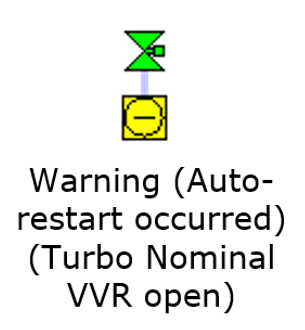 Warning (Auto-
restart occurred)
(Turbo Nominal
VVR open)